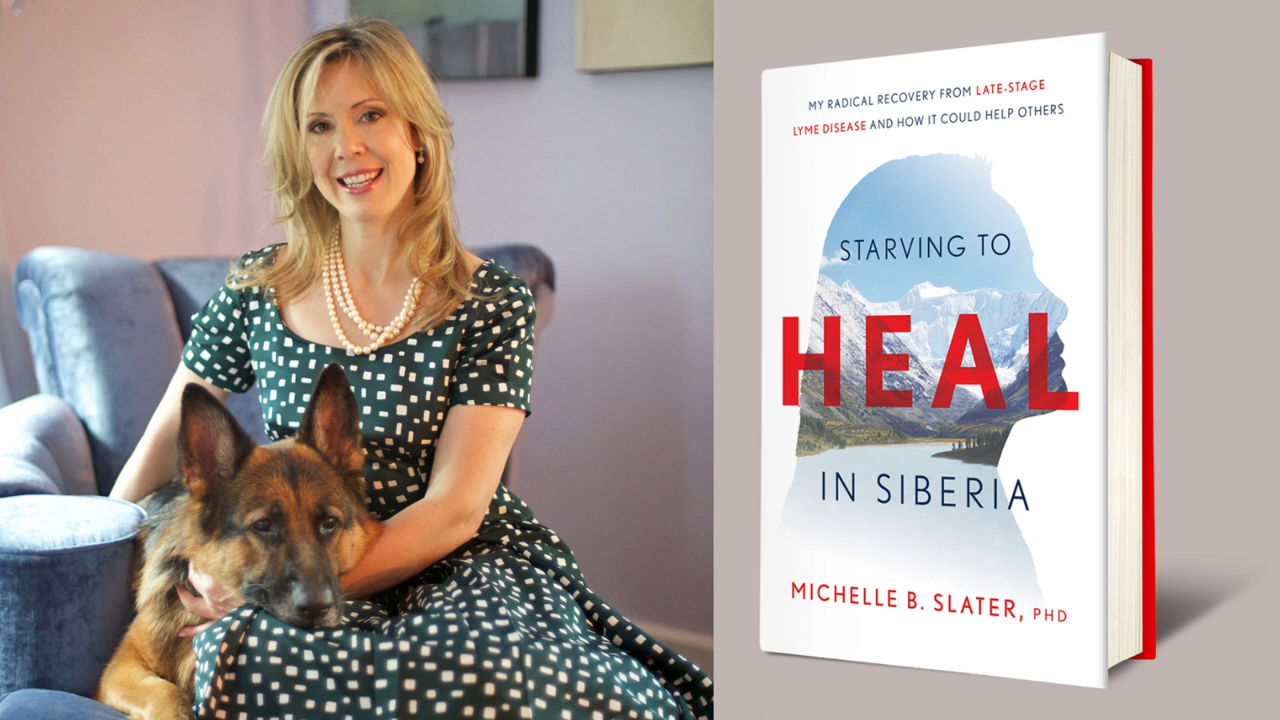 MY RADICAL RECOVERY FROM LATE-STAGE
LYME DISEASE AND HOW IT COULD HELP OTHERS
STARVING TO
HEAL
IN SIBERIA
MICHELLE B. SLATER, PHD